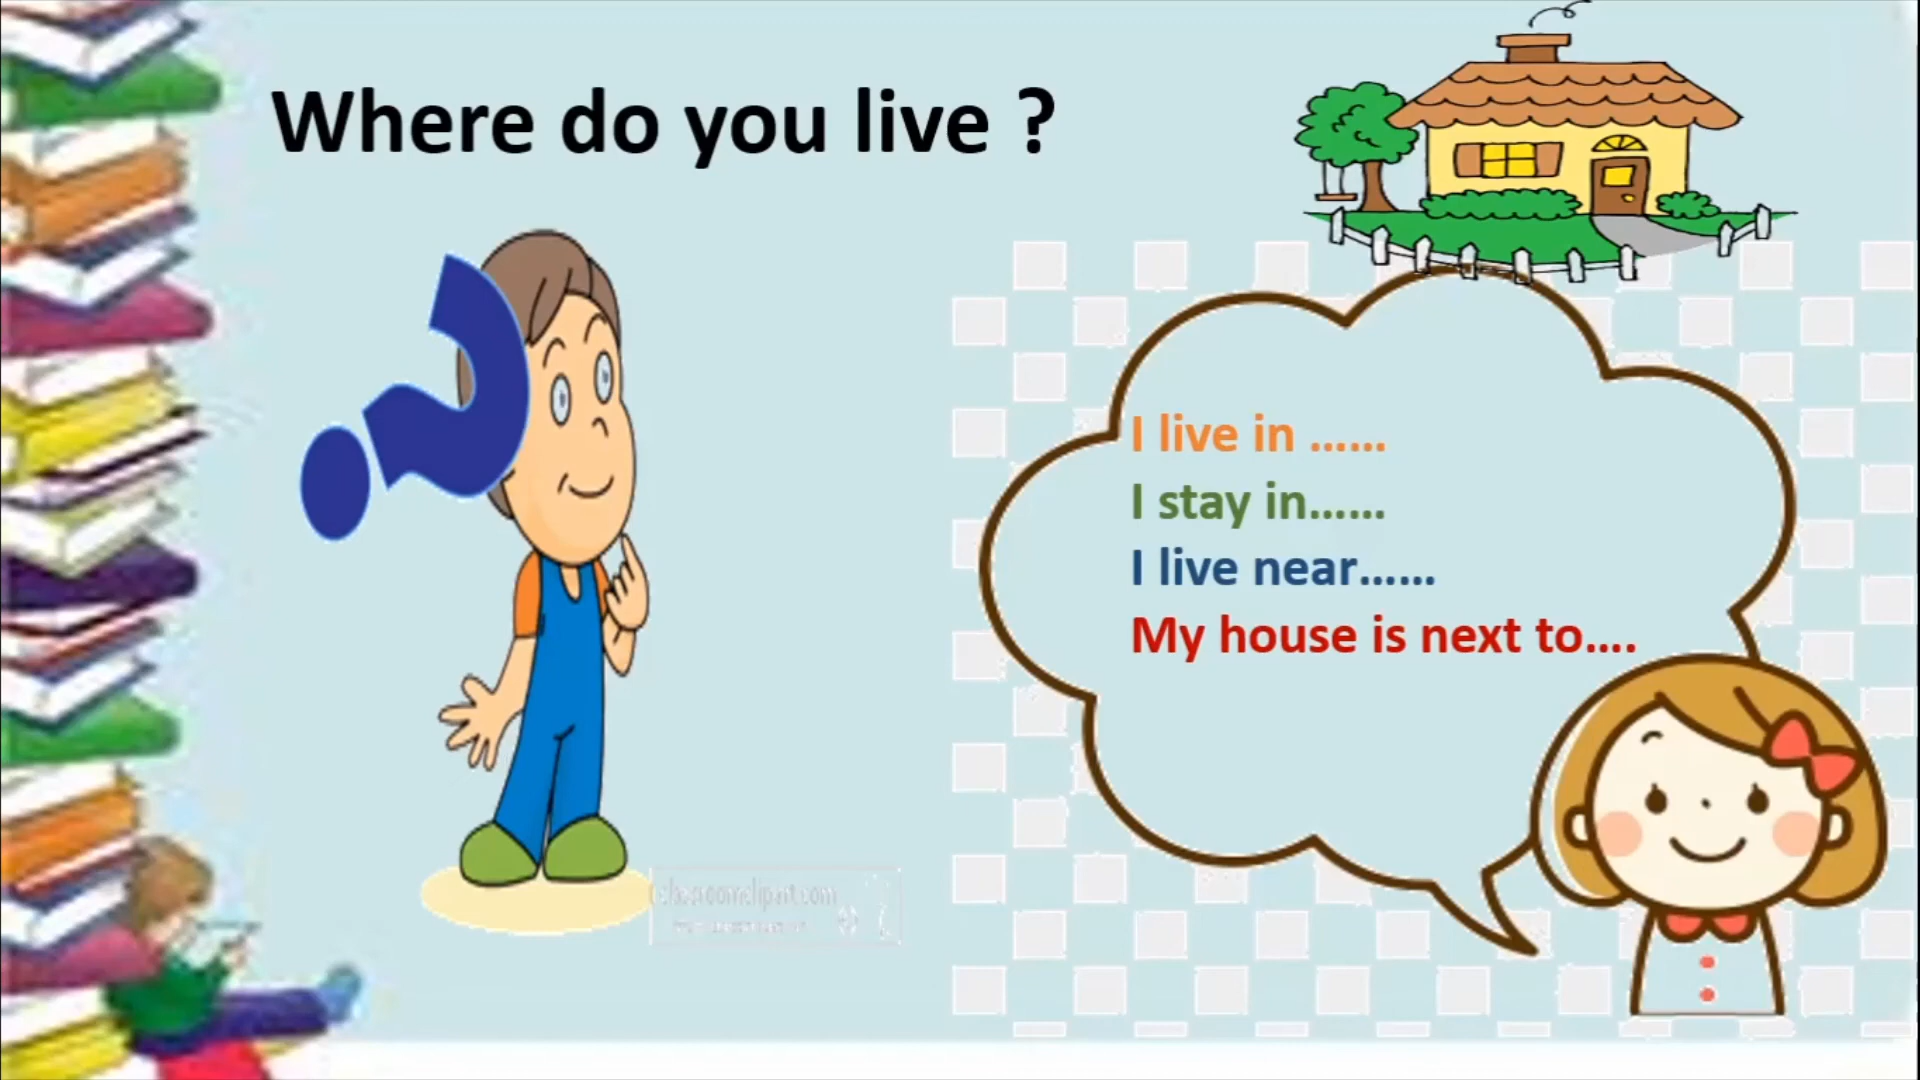 Where do you live ?
I live in ……
I stay in……
I live near……
My house is next to….